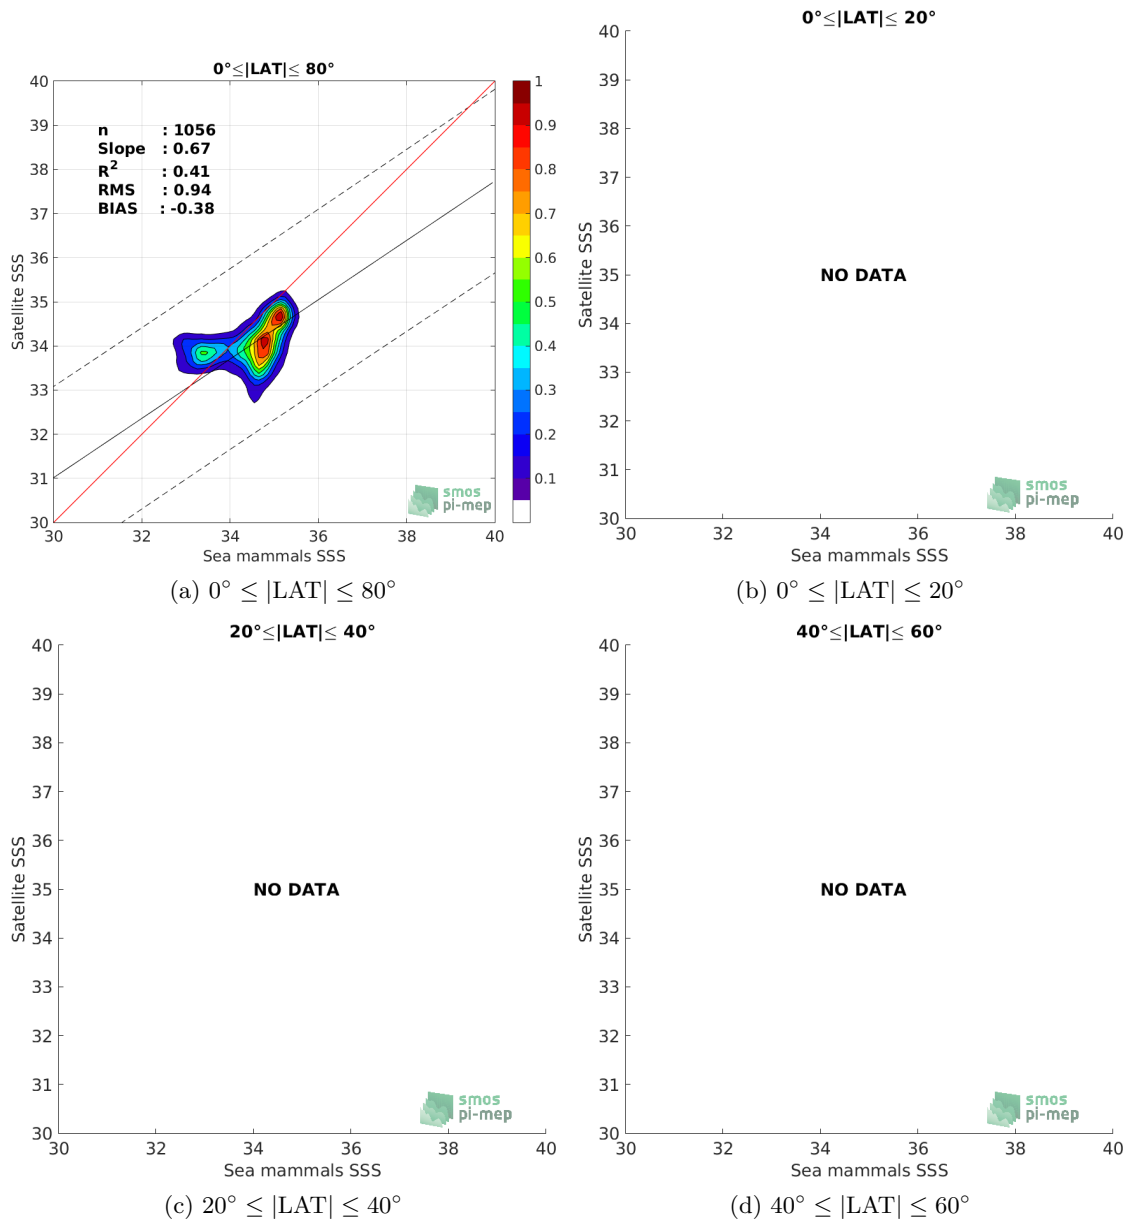 0°≤|LAT|≤ 80°
n : 1056
Slope : 0.67
R² : 0.41
RMS : 0.94
BIAS : -0.38
40
39
38
37
36
35
34
33
32
31
30
Satellite SSS
30 32 34 36 38 40
Sea mammals SSS
1
0.9
0.8
0.7
0.6
0.5
0.4
0.3
0.2
0.1
smos
pi-mep
(a) 0° ≤ |LAT| ≤ 80°
0°≤|LAT|≤ 20°
40
39
38
37
36
35
34
33
32
31
30
Satellite SSS
NO DATA
smos
pi-mep
30 32 34 36 38 40
Sea mammals SSS
(b) 0° ≤ |LAT| ≤ 20°
20°≤|LAT|≤ 40°
40
39
38
37
36
35
34
33
32
31
30
Satellite SSS
NO DATA
smos
pi-mep
30 32 34 36 38 40
Sea mammals SSS
(c) 20° ≤ |LAT| ≤ 40°
40°≤|LAT|≤ 60°
40
39
38
37
36
35
34
33
32
31
30
Satellite SSS
NO DATA
smos
pi-mep
30 32 34 36 38 40
Sea mammals SSS
(d) 40° ≤ |LAT| ≤ 60°